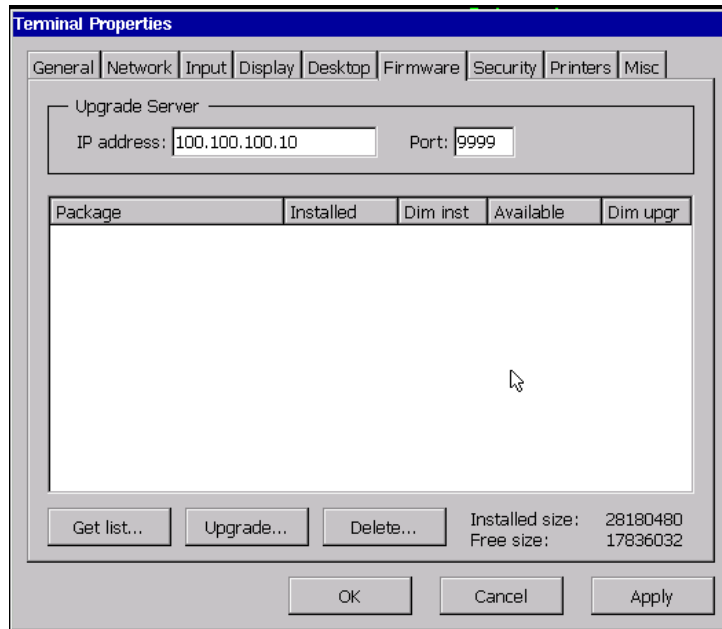 Terminal Properties
General Network Input Display Desktop Firmware Security Printers Misc
Upgrade Server
IP address: 100.100.100.10 Port: 9999
Package Installed Dim inst Available Dim upgr
Get list... Upgrade... Delete... Installed size: 28180480
Free size: 17836032
OK Cancel Apply